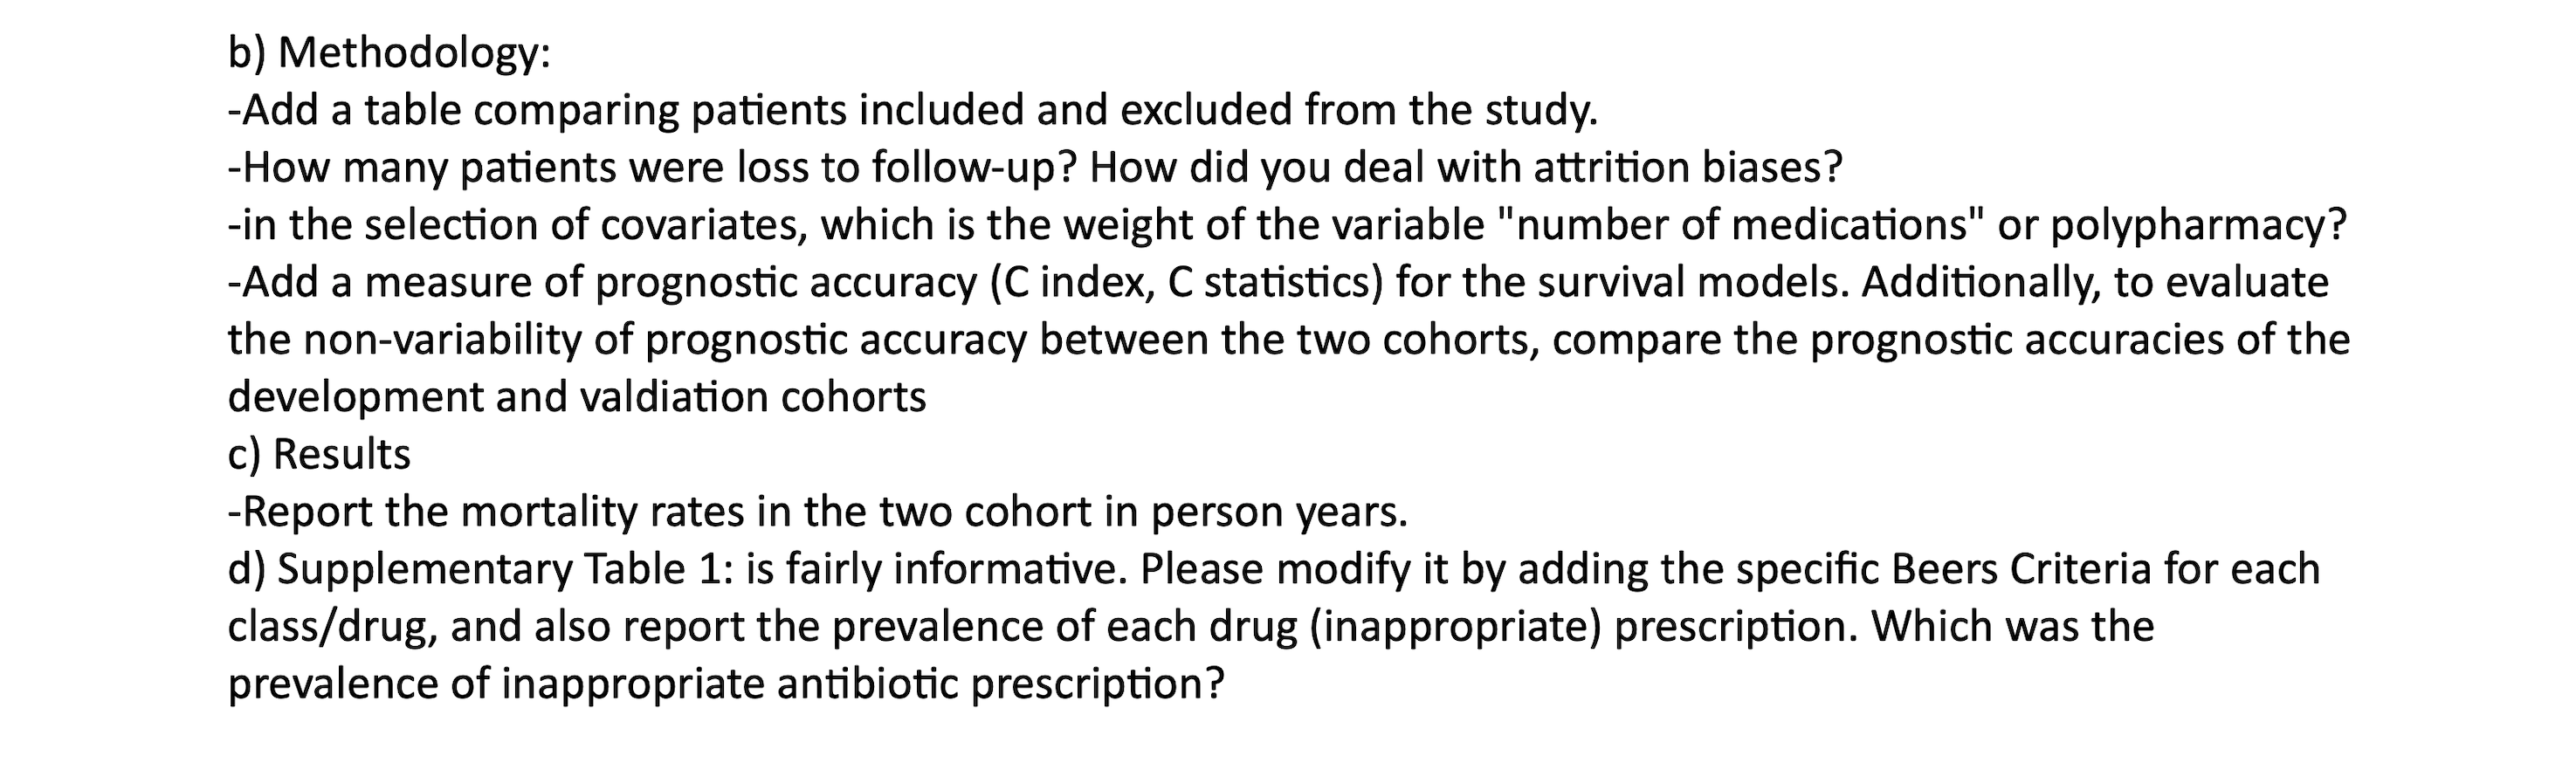 b) Methodology:
-Add a table comparing patients included and excluded from the study.
-How many patients were loss to follow-up? How did you deal with attrition biases?
-in the selection of covariates, which is the weight of the variable "number of medications" or polypharmacy?
-Add a measure of prognostic accuracy (C index, C statistics) for the survival models. Additionally, to evaluate
the non-variability of prognostic accuracy between the two cohorts, compare the prognostic accuracies of the
development and valdiation cohorts
c) Results
-Report the mortality rates in the two cohort in person years.
d) Supplementary Table 1: is fairly informative. Please modify it by adding the specific Beers Criteria for each
class/drug, and also report the prevalence of each drug (inappropriate) prescription. Which was the
prevalence of inappropriate antibiotic prescription?